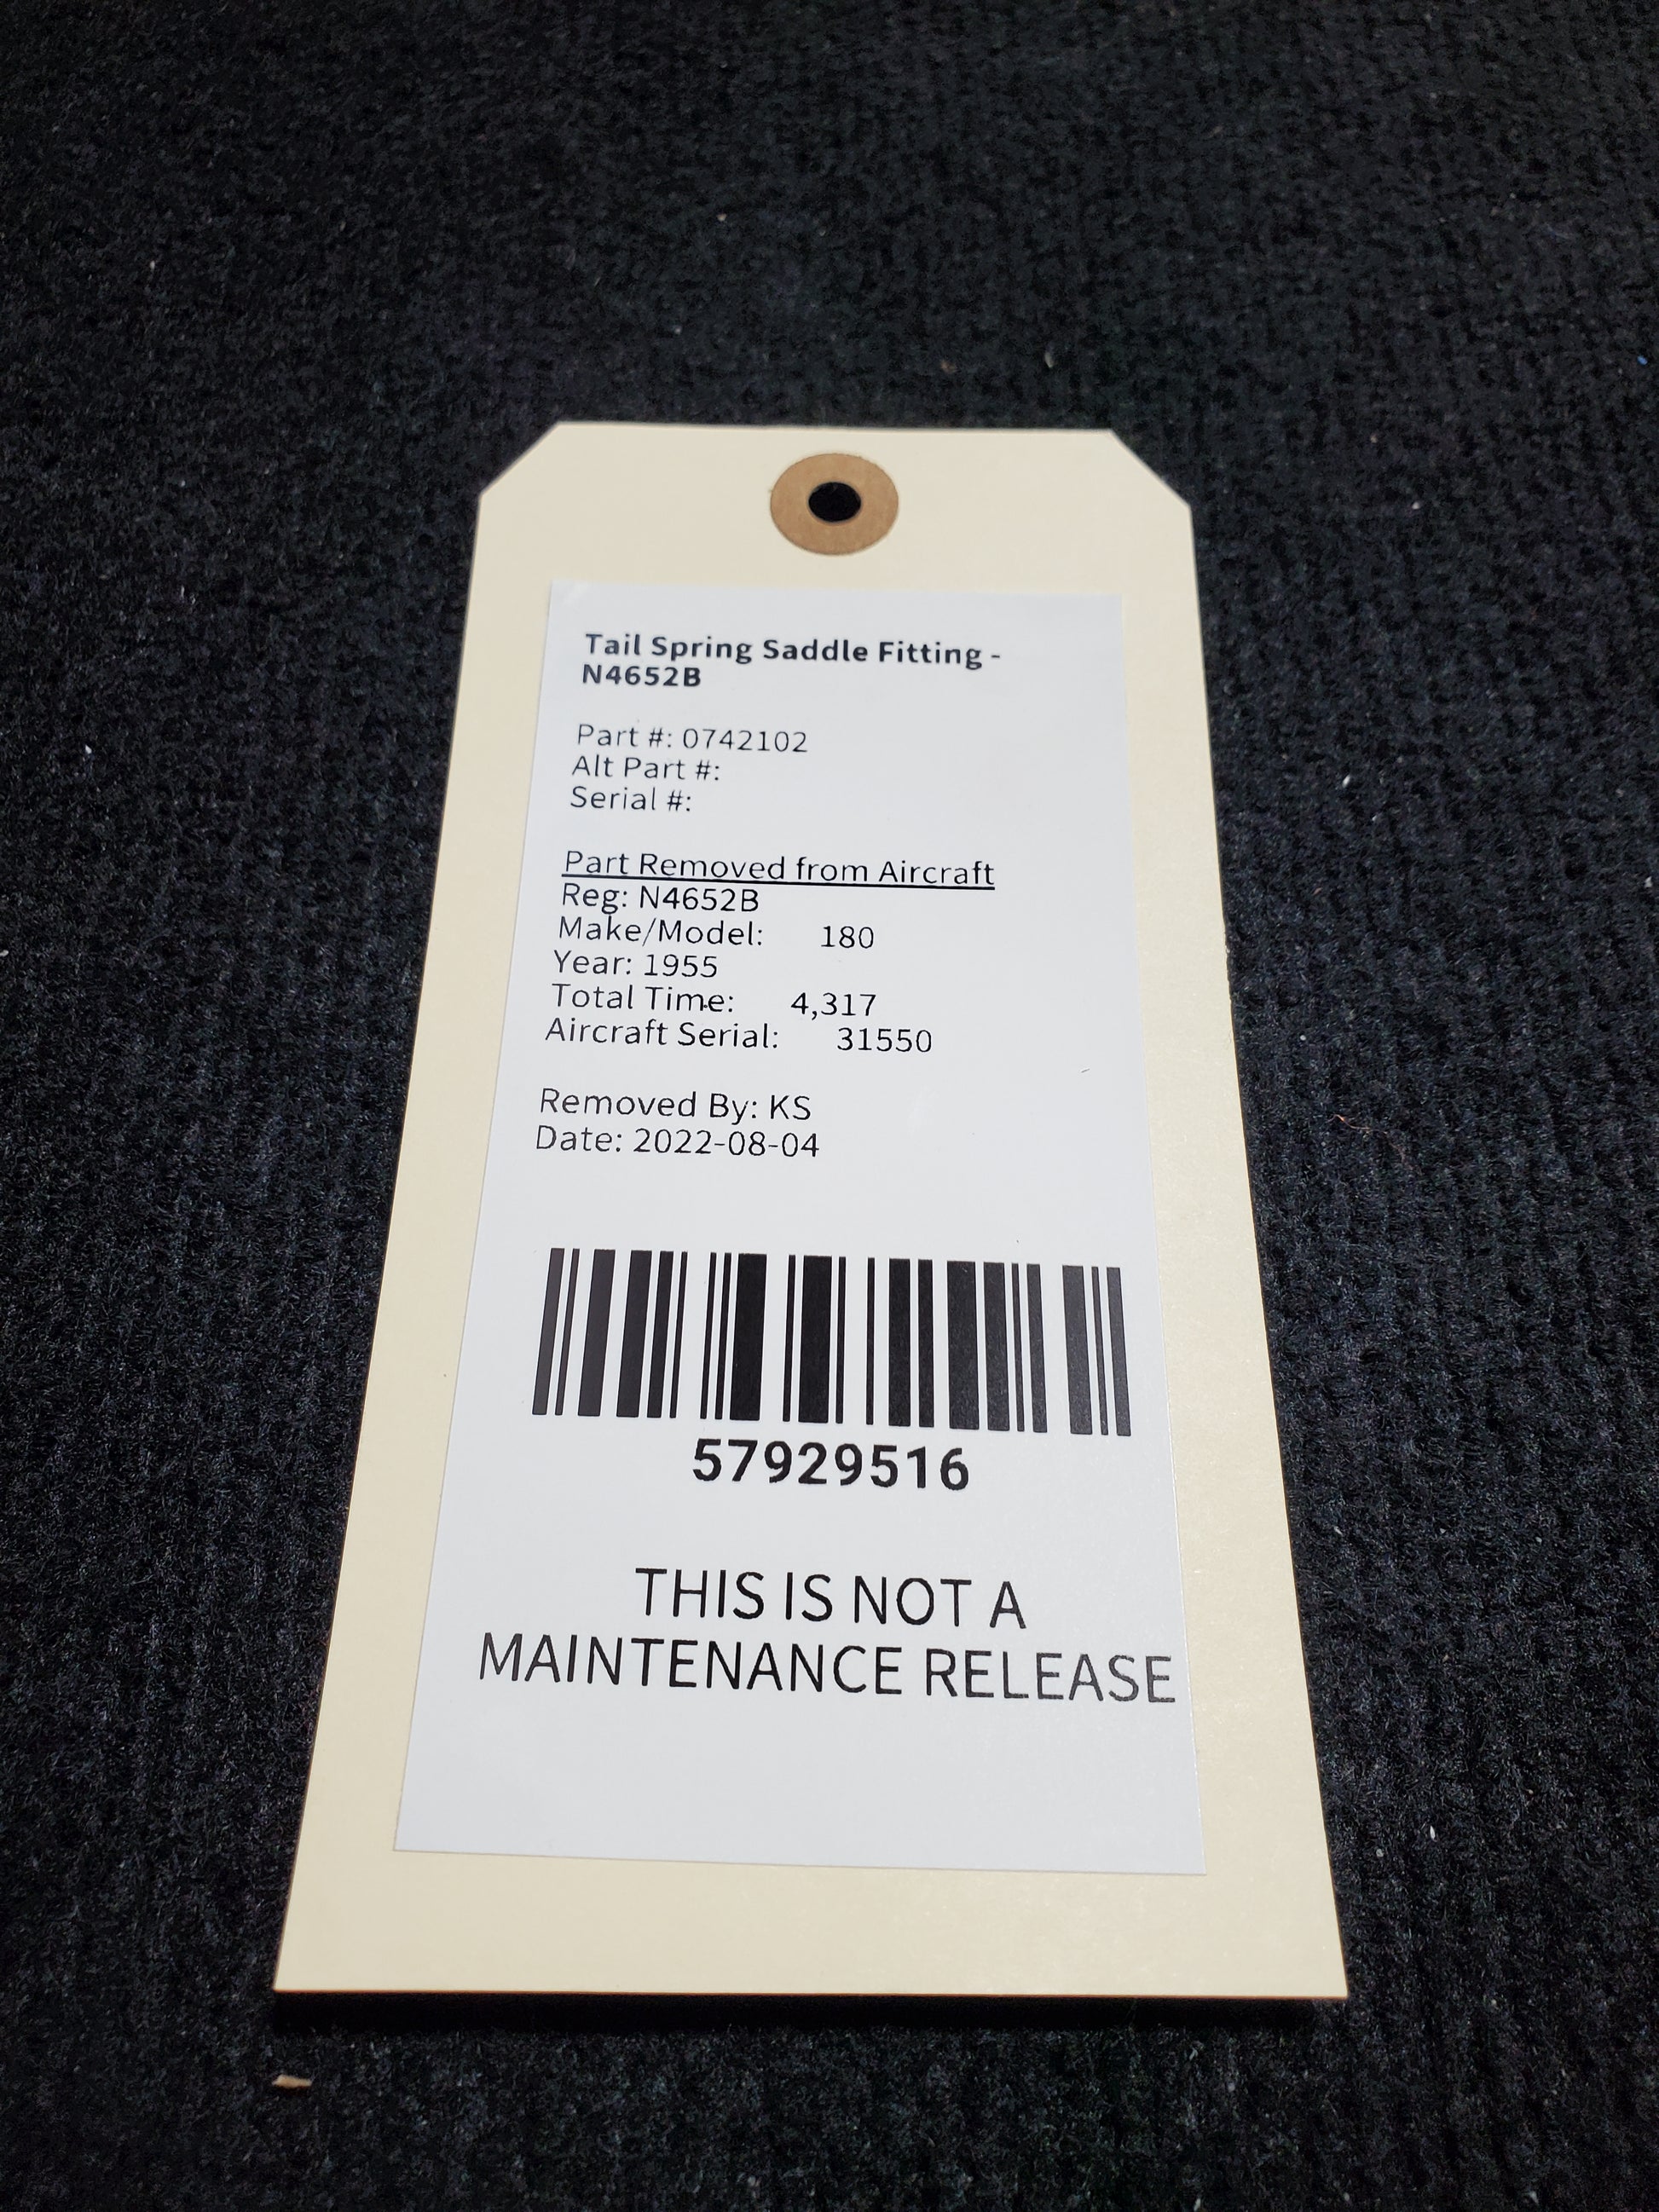 Tail Spring Saddle Fitting -
N4652B
Part #: 0742102
Alt Part #:
Serial #:
Part Removed from Aircraft
Reg: N4652B
Make/Model: 180
Year: 1955
Total Time: 4,317
Aircraft Serial: 31550
Removed By: KS
Date: 2022-08-04
57929516
THIS IS NOT A
MAINTENANCE RELEASE